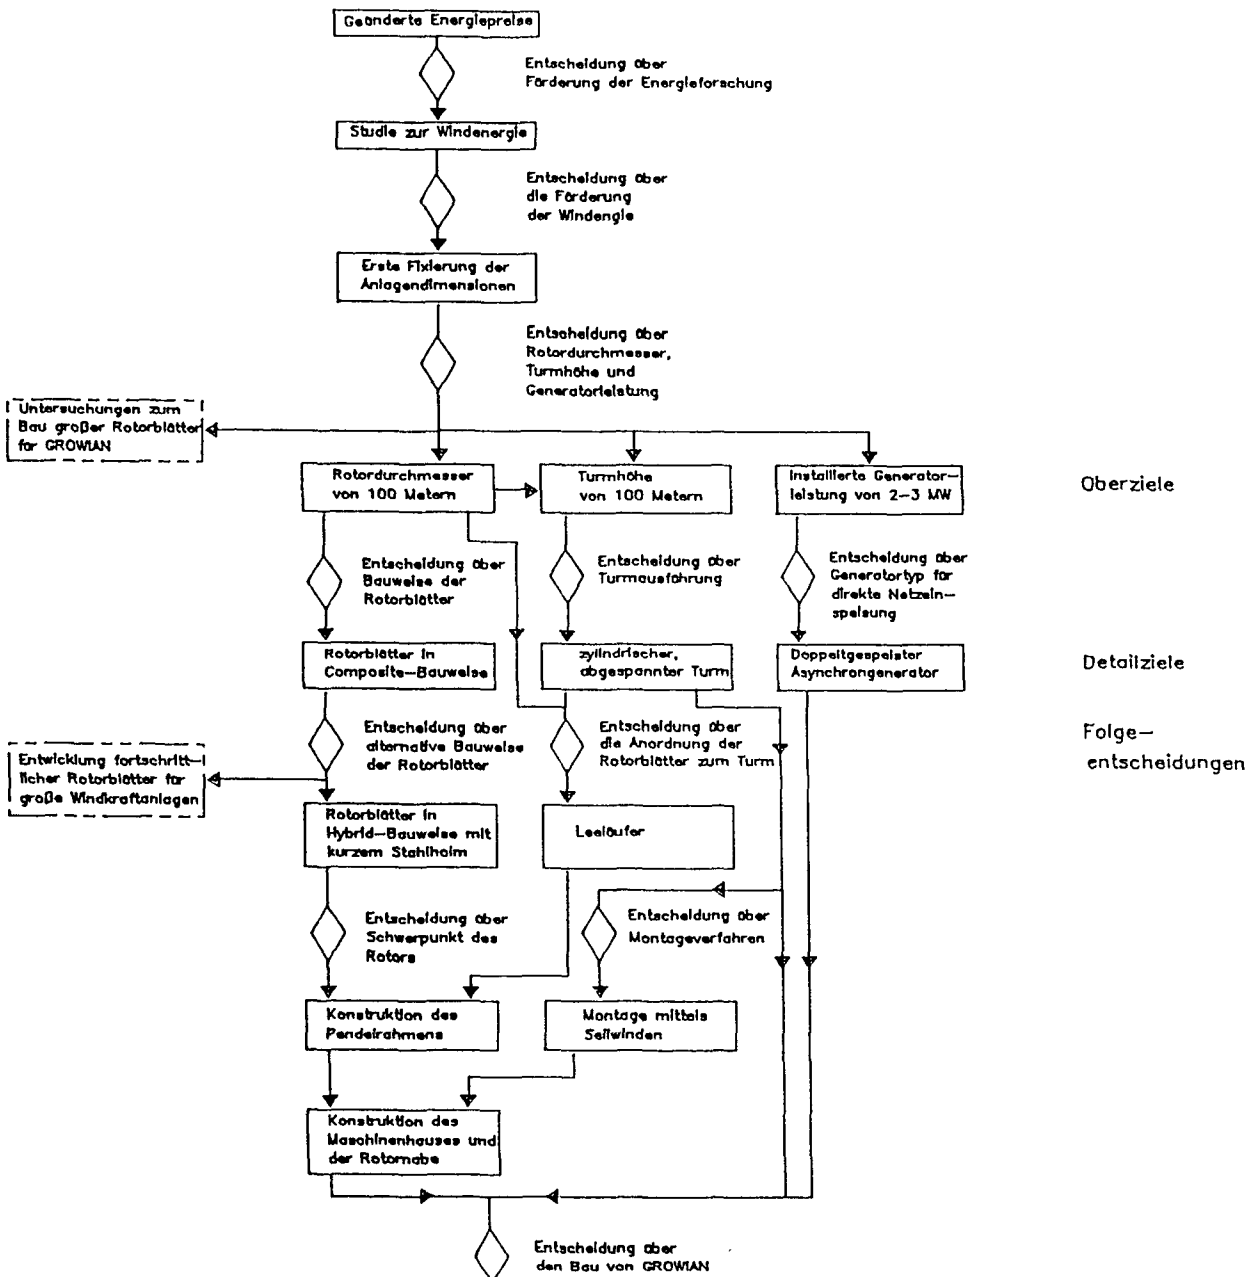 Geänderte Energiepreise
Entscheidung über
Förderung der Energieforschung
Studie zur Windenergie
Entscheidung über
die Förderung
der Windengie
Erste Fixierung der
Anlagendimensionen
Entscheidung über
Rotordurchmesser,
Turmhöhe und
Generatorleistung
Untersuchungen zum
Bau großer Rotorblätter
für GROWIAN
Rotordurchmesser
von 100 Metern
Turmhöhe
von 100 Metern
Installierte Generator-
leistung von 2-3 MW
Oberziele
Entscheidung über
Bauweise der
Rotorblätter
Entscheidung über
Turmausführung
Entscheidung über
Generatortyp für
direkte Netzein-
speisung
Rotorblätter in
Composite-Bauweise
zylindrischer,
abgespannter Turm
Doppeltgespeister
Asynchrongenerator
Detailziele
Entscheidung über
alternative Bauweise
der Rotorblätter
Entscheidung über
die Anordnung der
Rotorblätter zum Turm
Folge-
entscheidungen
Entwicklung fortschritt-
licher Rotorblätter für
große Windkraftanlagen
Rotorblätter in
Hybrid-Bauweise mit
kurzem Stahlholm
Leeläufer
Entscheidung über
Schwerpunkt des
Rotors
Entscheidung über
Montageverfahren
Konstruktion des
Pendelrahmens
Montage mittels
Seilwinden
Konstruktion des
Maschinenhauses und
der Rotornabe
Entscheidung über
den Bau von GROWIAN